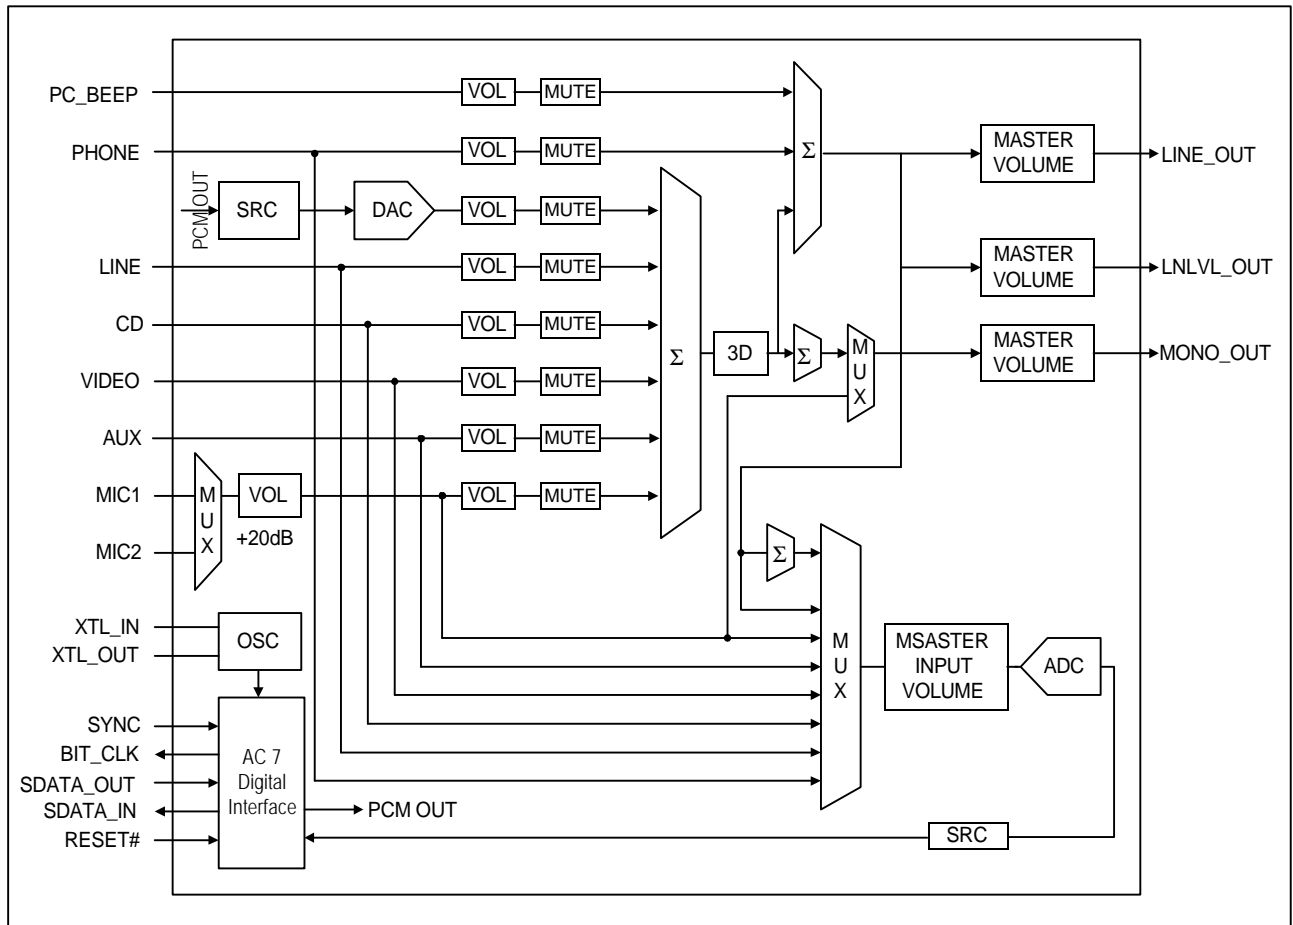 PC_BEEP
VOL
MUTE
PHONE
VOL
MUTE
Σ
MASTER
VOLUME
LINE_OUT
PCM OUT
SRC
DAC
VOL
MUTE
LINE
VOL
MUTE
MASTER
VOLUME
LNLVL_OUT
CD
VOL
MUTE
Σ
3D
Σ
M
U
X
MASTER
VOLUME
MONO_OUT
VIDEO
VOL
MUTE
AUX
VOL
MUTE
MIC1
MIC2
M
U
X
VOL
+20dB
VOL
MUTE
Σ
M
U
X
MSASTER
INPUT
VOLUME
ADC
XTL_IN
XTL_OUT
OSC
SYNC
BIT_CLK
SDATA_OUT
SDATA_IN
RESET#
AC 7
Digital
Interface
PCM OUT
SRC